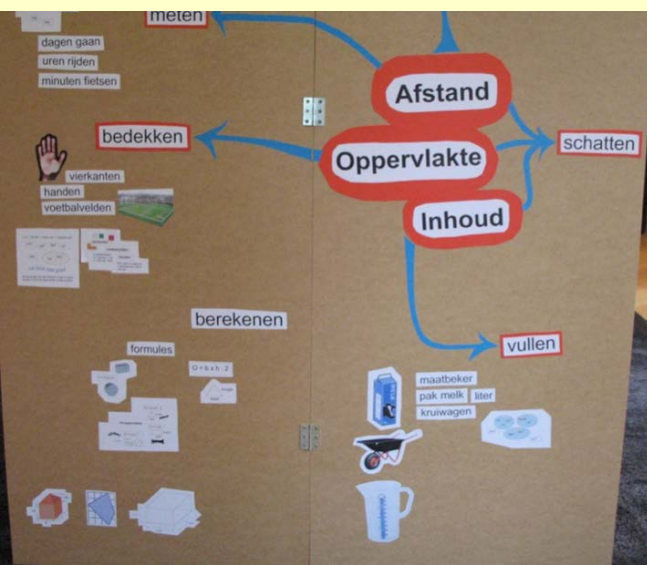 meten
dagen gaan
uren rijden
minuten fietsen
Afstand
bedekken
Oppervlakte
schatten
vierkanten
handen
voetbalvelden
Inhoud
berekenen
vullen
formules
maatbeker
pak melk
liter
kruiwagen